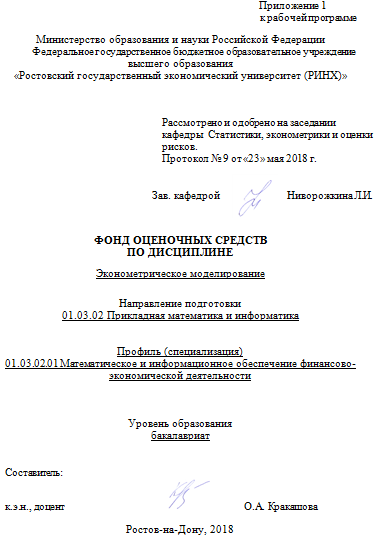 Приложение 1
к рабочей программе
Министерство образования и науки Российской Федерации
Федеральное государственное бюджетное образовательное учреждение
высшего образования
«Ростовский государственный экономический университет (РИНХ)»
Рассмотрено и одобрено на заседании
кафедры Статистики, эконометрики и оценки
рисков.
Протокол № 9 от «23» мая 2018 г.
Зав. кафедрой Ниворожкина Л.И.
ФОНД ОЦЕНОЧНЫХ СРЕДСТВ
ПО ДИСЦИПЛИНЕ
Эконометрическое моделирование
Направление подготовки
01.03.02 Прикладная математика и информатика
Профиль (специализация)
01.03.02.01 Математическое и информационное обеспечение финансово-
экономической деятельности
Уровень образования
бакалавриат
Составитель:
к.э.н., доцент О.А. Кракашова
Ростов-на-Дону, 2018